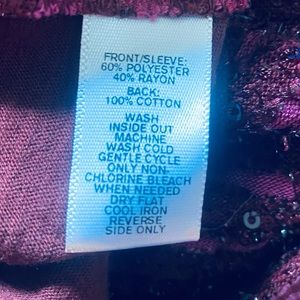 FRONT/SLEEVE:
60% POLYESTER
40% RAYON
BACK:
100% COTTON
WASH
INSIDE OUT
MACHINE
WASH COLD
GENTLE CYCLE
ONLY NON-
CHLORINE BLEACH
WHEN NEEDED
DRY FLAT
COOL IRON
REVERSE
SIDE ONLY